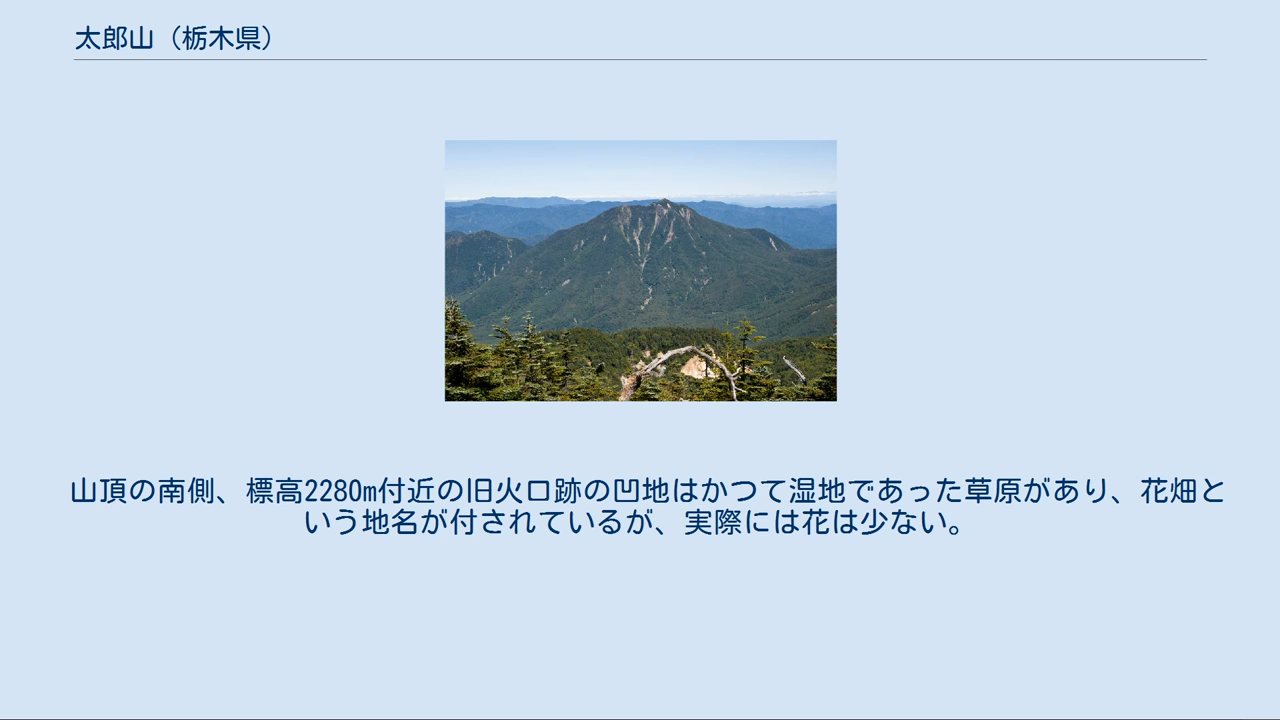 太郎山（栃木県）
山頂の南側、標高2280m付近の旧火口跡の凹地はかつて湿地であった草原があり、花畑と
いう地名が付されているが、実際には花は少ない。